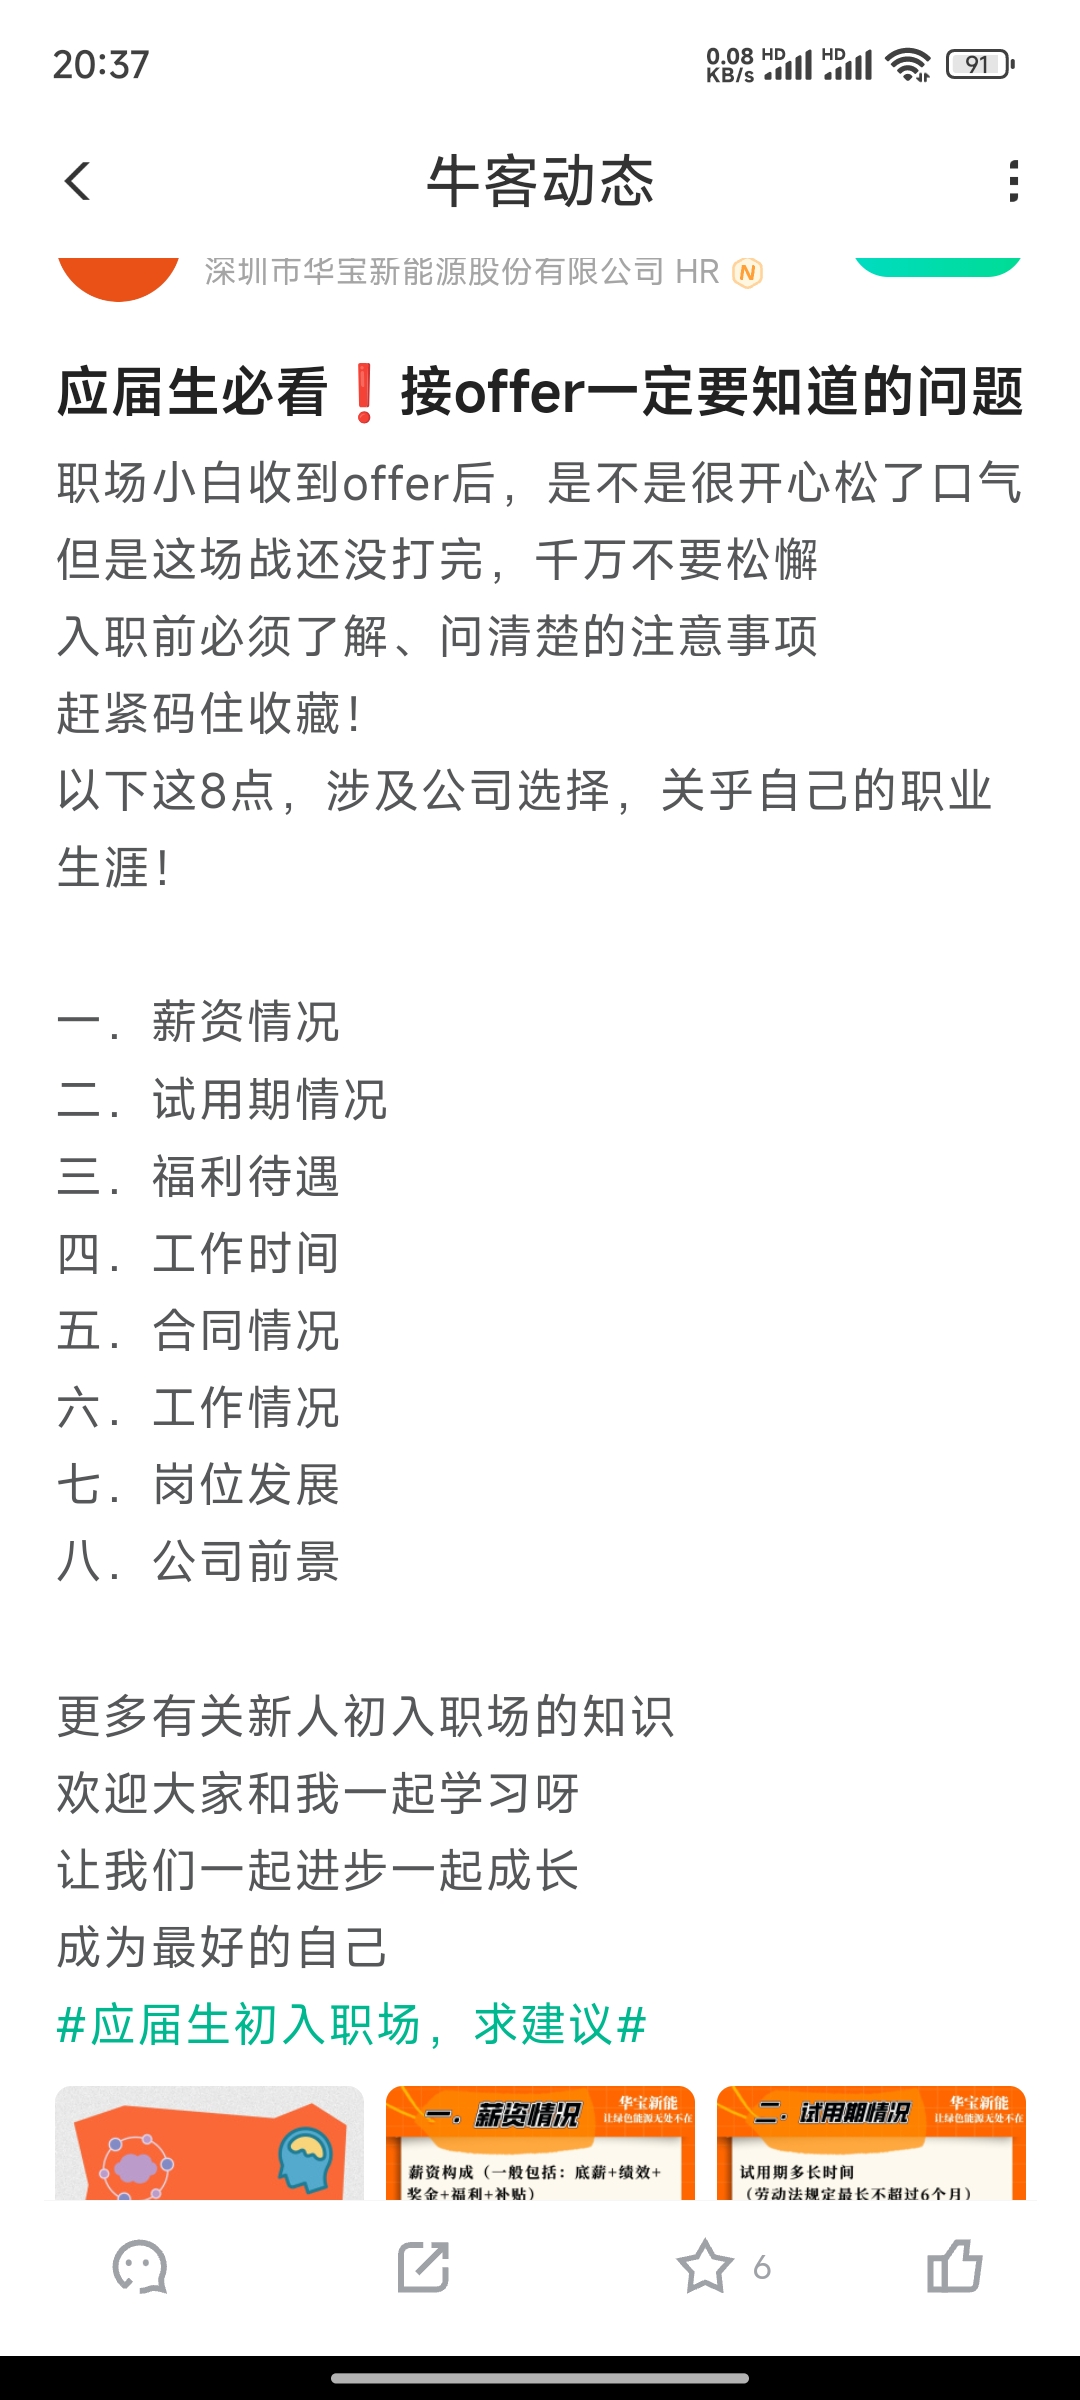 20:37
0.08 KB/s HD HD 91
牛客动态
深圳市华宝新能源股份有限公司 HR N
应届生必看❗接offer一定要知道的问题
职场小白收到offer后，是不是很开心松了口气
但是这场战还没打完，千万不要松懈
入职前必须了解、问清楚的注意事项
赶紧码住收藏！
以下这8点，涉及公司选择，关乎自己的职业
生涯！
一．薪资情况
二．试用期情况
三．福利待遇
四．工作时间
五．合同情况
六．工作情况
七．岗位发展
八．公司前景
更多有关新人初入职场的知识
欢迎大家和我一起学习呀
让我们一起进步一起成长
成为最好的自己
#应届生初入职场，求建议#
一．薪资情况
华宝新能
让绿色能源无处不在
薪资构成（一般包括：底薪+绩效+
奖金+福利+补贴）
二．试用期情况
华宝新能
让绿色能源无处不在
试用期多长时间
（劳动法规定最长不超过6个月）
6